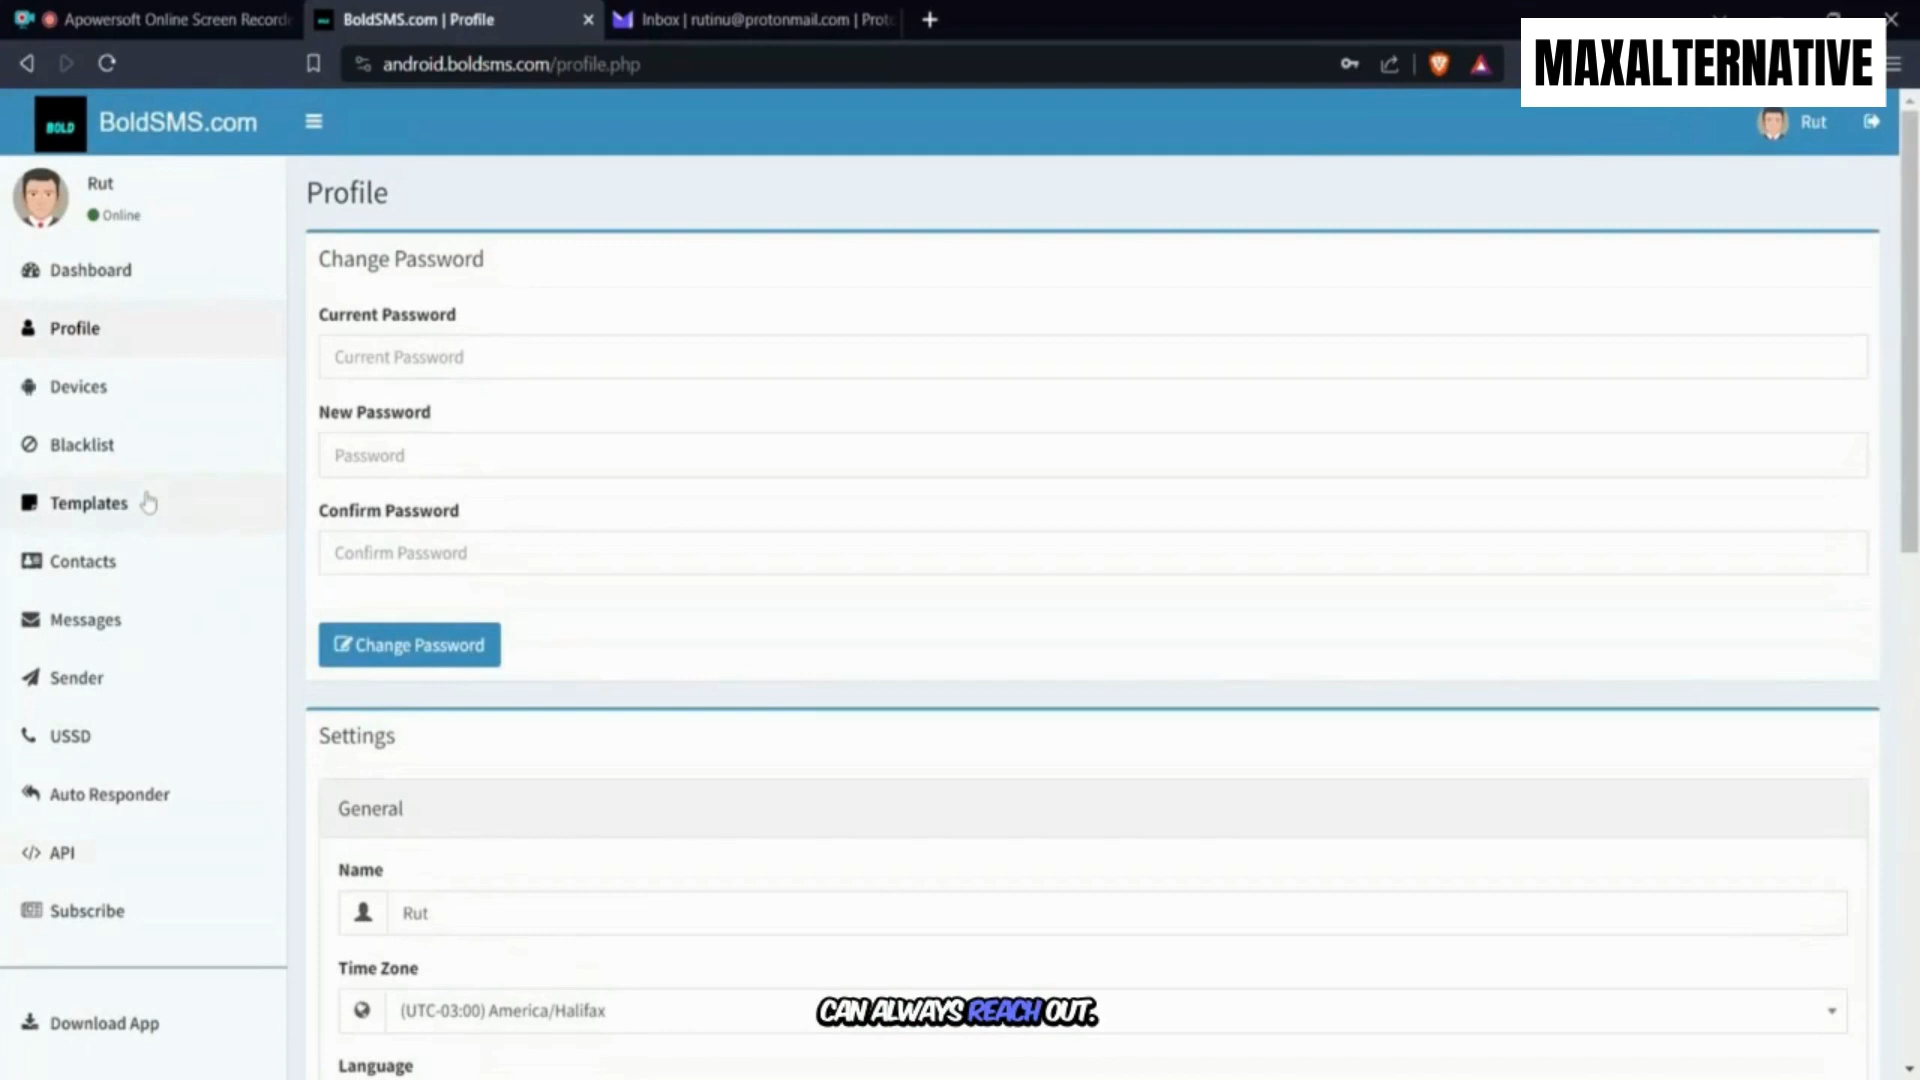 Apowersoft Online Screen Record
BoldSMS.com | Profile
Inbox | rutinu@protonmail.com | Prot
android.boldsms.com/profile.php
MAXALTERNATIVE
BOLD
BoldSMS.com
Rut
Rut
Online
Dashboard
Profile
Devices
Blacklist
Templates
Contacts
Messages
Sender
USSD
Auto Responder
API
Subscribe
Download App
Profile
Change Password
Current Password
Current Password
New Password
Password
Confirm Password
Confirm Password
Change Password
Settings
General
Name
Rut
Time Zone
(UTC-03:00) America/Halifax
CAN ALWAYS REACH OUT.
Language